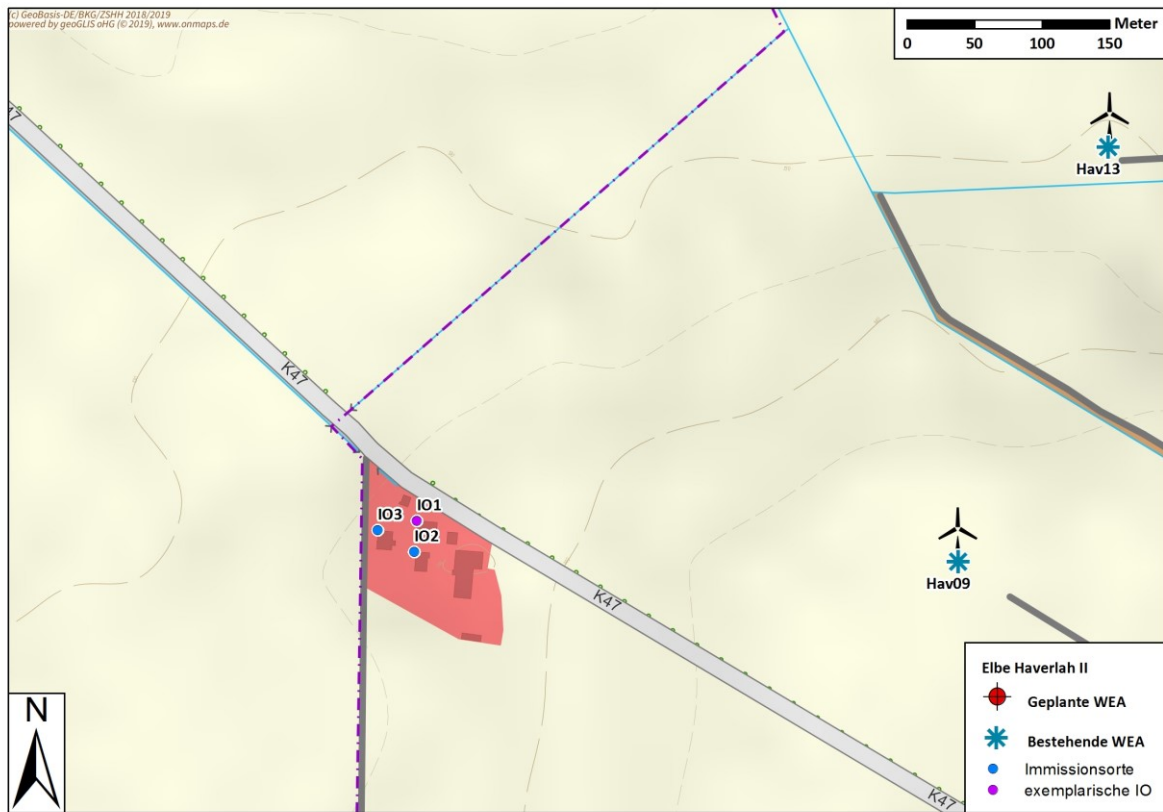 (c) GeoBasis-DE/BKG/ZSHH 2018/2019
powered by geoGLIS oHG (© 2019), www.onmaps.de
Meter
0 50 100 150
Hav13
K47
IO1
IO3
IO2
Hav09
K47
Elbe Haverlah II
Geplante WEA
Bestehende WEA
Immissionsorte
exemplarische IO
N
K47